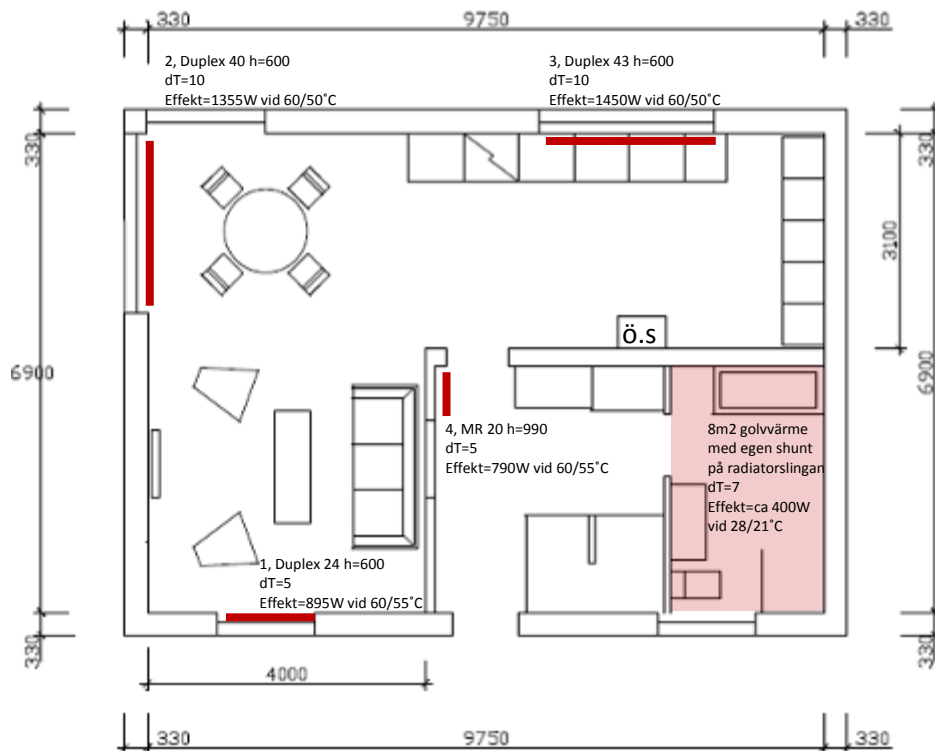 330
9750
330
2, Duplex 40 h=600
dT=10
Effekt=1355W vid 60/50˚C
3, Duplex 43 h=600
dT=10
Effekt=1450W vid 60/50˚C
330
330
3100
ö.s
6900
6900
4, MR 20 h=990
dT=5
Effekt=790W vid 60/55˚C
8m2 golvvärme
med egen shunt
på radiatorslingan
dT=7
Effekt=ca 400W
vid 28/21˚C
1, Duplex 24 h=600
dT=5
Effekt=895W vid 60/55˚C
330
330
4000
330
9750
330